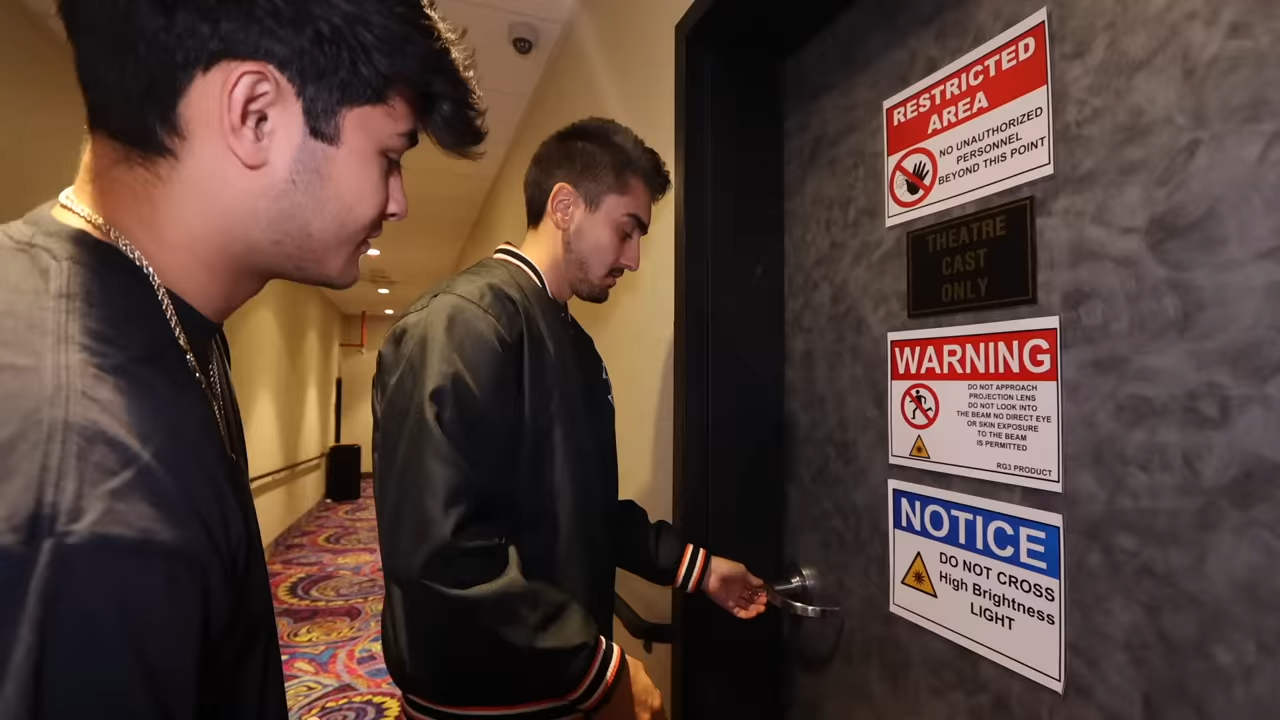 RESTRICTED
AREA
NO UNAUTHORIZED
PERSONNEL
BEYOND THIS POINT
THEATRE
CAST
ONLY
WARNING
DO NOT APPROACH
PROJECTION LENS
DO NOT LOOK INTO
THE BEAM NO DIRECT EYE
OR SKIN EXPOSURE
TO THE BEAM
IS PERMITTED
RG3 PRODUCT
NOTICE
DO NOT CROSS
High Brightness
LIGHT